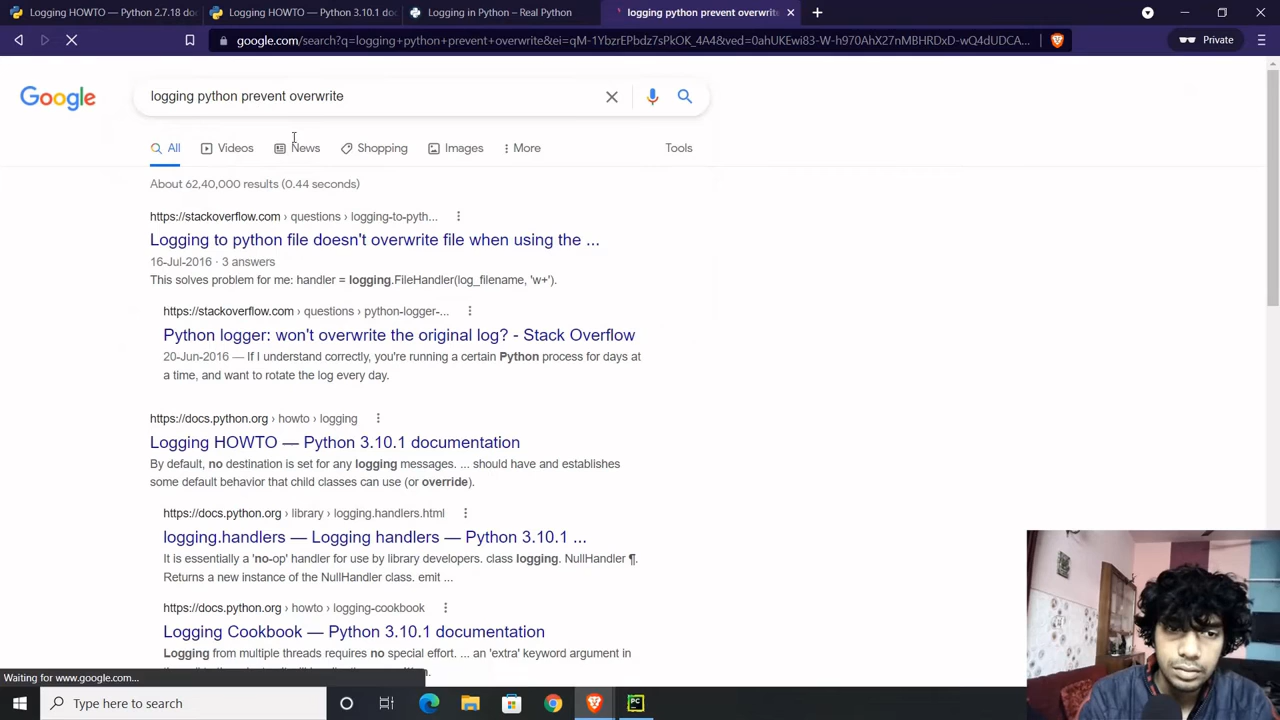 Logging HOWTO — Python 2.7.18 do
Logging HOWTO — Python 3.10.1 doc
Logging in Python – Real Python
logging python prevent overwrite
google.com/search?q=logging+python+prevent+overwrite&ei=qM-1YbzrEPbdz7sPkOK_4A4&ved=0ahUKEwi83-W-h970AhX27nMBHRDxD-wQ4dUDCA...
Private
Google
logging python prevent overwrite
All
Videos
News
Shopping
Images
More
Tools
About 62,40,000 results (0.44 seconds)
https://stackoverflow.com › questions › logging-to-pyth...
Logging to python file doesn't overwrite file when using the ...
16-Jul-2016 · 3 answers
This solves problem for me: handler = logging.FileHandler(log_filename, 'w+').
https://stackoverflow.com › questions › python-logger-...
Python logger: won't overwrite the original log? - Stack Overflow
20-Jun-2016 — If I understand correctly, you're running a certain Python process for days at
a time, and want to rotate the log every day.
https://docs.python.org › howto › logging
Logging HOWTO — Python 3.10.1 documentation
By default, no destination is set for any logging messages. ... should have and establishes
some default behavior that child classes can use (or override).
https://docs.python.org › library › logging.handlers.html
logging.handlers — Logging handlers — Python 3.10.1 ...
It is essentially a 'no-op' handler for use by library developers. class logging. NullHandler ¶.
Returns a new instance of the NullHandler class. emit ...
https://docs.python.org › howto › logging-cookbook
Logging Cookbook — Python 3.10.1 documentation
Logging from multiple threads requires no special effort. ... an 'extra' keyword argument in
Waiting for www.google.com...
Type here to search
PC